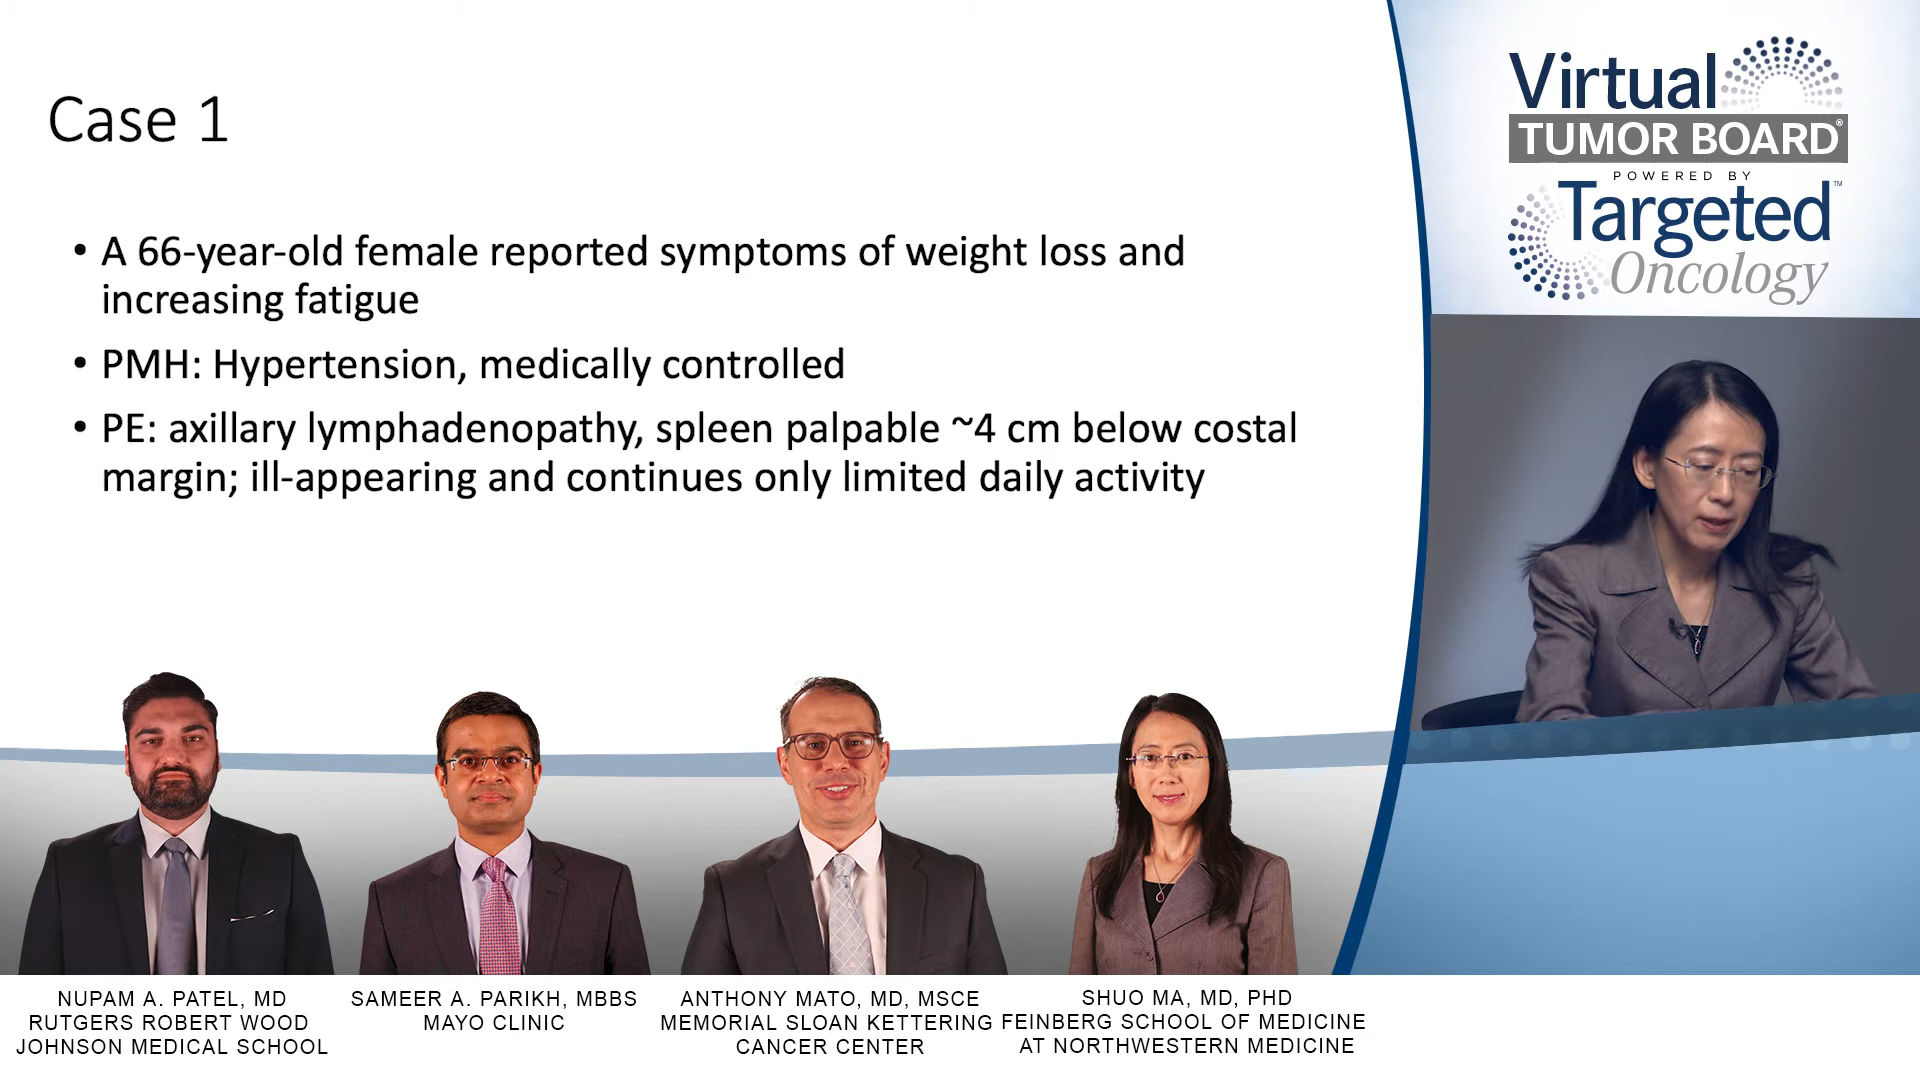 Case 1
• A 66-year-old female reported symptoms of weight loss and
increasing fatigue
• PMH: Hypertension, medically controlled
• PE: axillary lymphadenopathy, spleen palpable ~4 cm below costal
margin; ill-appearing and continues only limited daily activity
Virtual
TUMOR BOARD®
POWERED BY
Targeted™
Oncology
NUPAM A. PATEL, MD
RUTGERS ROBERT WOOD
JOHNSON MEDICAL SCHOOL
SAMEER A. PARIKH, MBBS
MAYO CLINIC
ANTHONY MATO, MD, MSCE
MEMORIAL SLOAN KETTERING
CANCER CENTER
SHUO MA, MD, PHD
FEINBERG SCHOOL OF MEDICINE
AT NORTHWESTERN MEDICINE